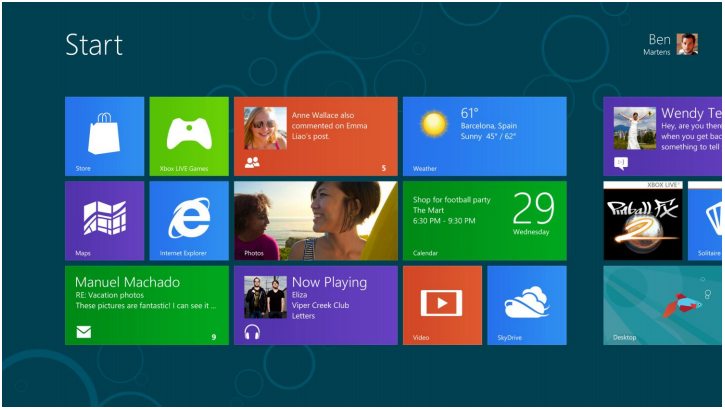 Start
Ben
Martens
Store
Xbox LIVE Games
Anne Wallace also
commented on Emma
Liao's post.
5
61°
Barcelona, Spain
Sunny 45° / 62°
Weather
Wendy Te
Hey, are you there
when you get bac
something to tell
Maps
Internet Explorer
Photos
Shop for football party
The Mart
6:30 PM - 9:30 PM
29
Wednesday
Calendar
XBOX LIVE
Pinball FX
2
Solitaire
Manuel Machado
RE: Vacation photos
These pictures are fantastic! I can see it ...
9
Now Playing
Eliza
Viper Creek Club
Letters
Video
SkyDrive
Desktop